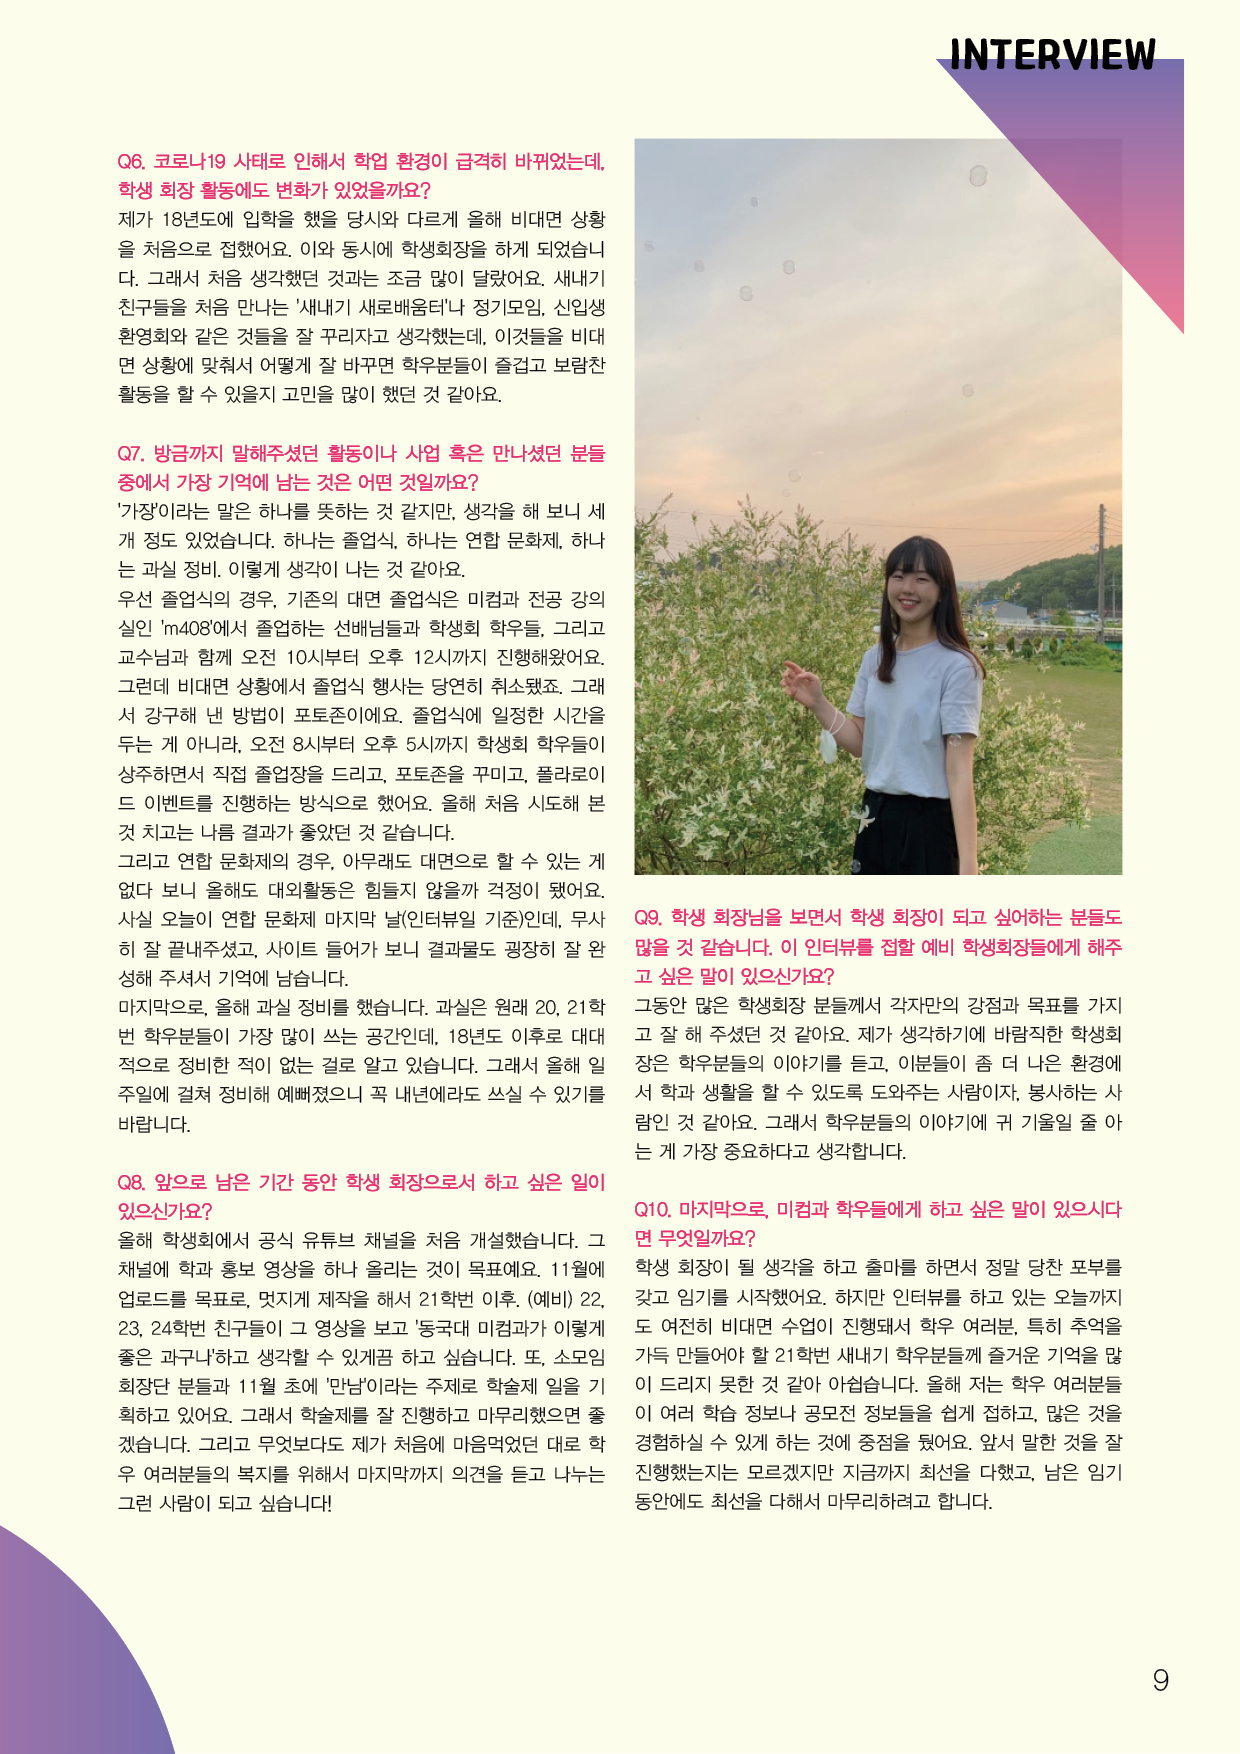 INTERVIEW
Q6. 코로나19 사태로 인해서 학업 환경이 급격히 바뀌었는데,
학생 회장 활동에도 변화가 있었을까요?
제가 18년도에 입학을 했을 당시와 다르게 올해 비대면 상황
을 처음으로 접했어요. 이와 동시에 학생회장을 하게 되었습니
다. 그래서 처음 생각했던 것과는 조금 많이 달랐어요. 새내기
친구들을 처음 만나는 '새내기 새로배움터'나 정기모임, 신입생
환영회와 같은 것들을 잘 꾸리자고 생각했는데, 이것들을 비대
면 상황에 맞춰서 어떻게 잘 바꾸면 학우분들이 즐겁고 보람찬
활동을 할 수 있을지 고민을 많이 했던 것 같아요.
Q7. 방금까지 말해주셨던 활동이나 사업 혹은 만나셨던 분들
중에서 가장 기억에 남는 것은 어떤 것일까요?
'가장'이라는 말은 하나를 뜻하는 것 같지만, 생각을 해 보니 세
개 정도 있었습니다. 하나는 졸업식, 하나는 연합 문화제, 하나
는 과실 정비. 이렇게 생각이 나는 것 같아요.
우선 졸업식의 경우, 기존의 대면 졸업식은 미컴과 전공 강의
실인 'm408'에서 졸업하는 선배님들과 학생회 학우들, 그리고
교수님과 함께 오전 10시부터 오후 12시까지 진행해왔어요.
그런데 비대면 상황에서 졸업식 행사는 당연히 취소됐죠. 그래
서 강구해 낸 방법이 포토존이에요. 졸업식에 일정한 시간을
두는 게 아니라, 오전 8시부터 오후 5시까지 학생회 학우들이
상주하면서 직접 졸업장을 드리고, 포토존을 꾸미고, 폴라로이
드 이벤트를 진행하는 방식으로 했어요. 올해 처음 시도해 본
것 치고는 나름 결과가 좋았던 것 같습니다.
그리고 연합 문화제의 경우, 아무래도 대면으로 할 수 있는 게
없다 보니 올해도 대외활동은 힘들지 않을까 걱정이 됐어요.
사실 오늘이 연합 문화제 마지막 날(인터뷰일 기준)인데, 무사
히 잘 끝내주셨고, 사이트 들어가 보니 결과물도 굉장히 잘 완
성해 주셔서 기억에 남습니다.
마지막으로, 올해 과실 정비를 했습니다. 과실은 원래 20, 21학
번 학우분들이 가장 많이 쓰는 공간인데, 18년도 이후로 대대
적으로 정비한 적이 없는 걸로 알고 있습니다. 그래서 올해 일
주일에 걸쳐 정비해 예뻐졌으니 꼭 내년에라도 쓰실 수 있기를
바랍니다.
Q8. 앞으로 남은 기간 동안 학생 회장으로서 하고 싶은 일이
있으신가요?
올해 학생회에서 공식 유튜브 채널을 처음 개설했습니다. 그
채널에 학과 홍보 영상을 하나 올리는 것이 목표예요. 11월에
업로드를 목표로, 멋지게 제작을 해서 21학번 이후. (예비) 22,
23, 24학번 친구들이 그 영상을 보고 '동국대 미컴과가 이렇게
좋은 과구나'하고 생각할 수 있게끔 하고 싶습니다. 또, 소모임
회장단 분들과 11월 초에 '만남'이라는 주제로 학술제 일을 기
획하고 있어요. 그래서 학술제를 잘 진행하고 마무리했으면 좋
겠습니다. 그리고 무엇보다도 제가 처음에 마음먹었던 대로 학
우 여러분들의 복지를 위해서 마지막까지 의견을 듣고 나누는
그런 사람이 되고 싶습니다!
Q9. 학생 회장님을 보면서 학생 회장이 되고 싶어하는 분들도
많을 것 같습니다. 이 인터뷰를 접할 예비 학생회장들에게 해주
고 싶은 말이 있으신가요?
그동안 많은 학생회장 분들께서 각자만의 강점과 목표를 가지
고 잘 해 주셨던 것 같아요. 제가 생각하기에 바람직한 학생회
장은 학우분들의 이야기를 듣고, 이분들이 좀 더 나은 환경에
서 학과 생활을 할 수 있도록 도와주는 사람이자, 봉사하는 사
람인 것 같아요. 그래서 학우분들의 이야기에 귀 기울일 줄 아
는 게 가장 중요하다고 생각합니다.
Q10. 마지막으로, 미컴과 학우들에게 하고 싶은 말이 있으시다
면 무엇일까요?
학생 회장이 될 생각을 하고 출마를 하면서 정말 당찬 포부를
갖고 임기를 시작했어요. 하지만 인터뷰를 하고 있는 오늘까지
도 여전히 비대면 수업이 진행돼서 학우 여러분, 특히 추억을
가득 만들어야 할 21학번 새내기 학우분들께 즐거운 기억을 많
이 드리지 못한 것 같아 아쉽습니다. 올해 저는 학우 여러분들
이 여러 학습 정보나 공모전 정보들을 쉽게 접하고, 많은 것을
경험하실 수 있게 하는 것에 중점을 뒀어요. 앞서 말한 것을 잘
진행했는지는 모르겠지만 지금까지 최선을 다했고, 남은 임기
동안에도 최선을 다해서 마무리하려고 합니다.
9